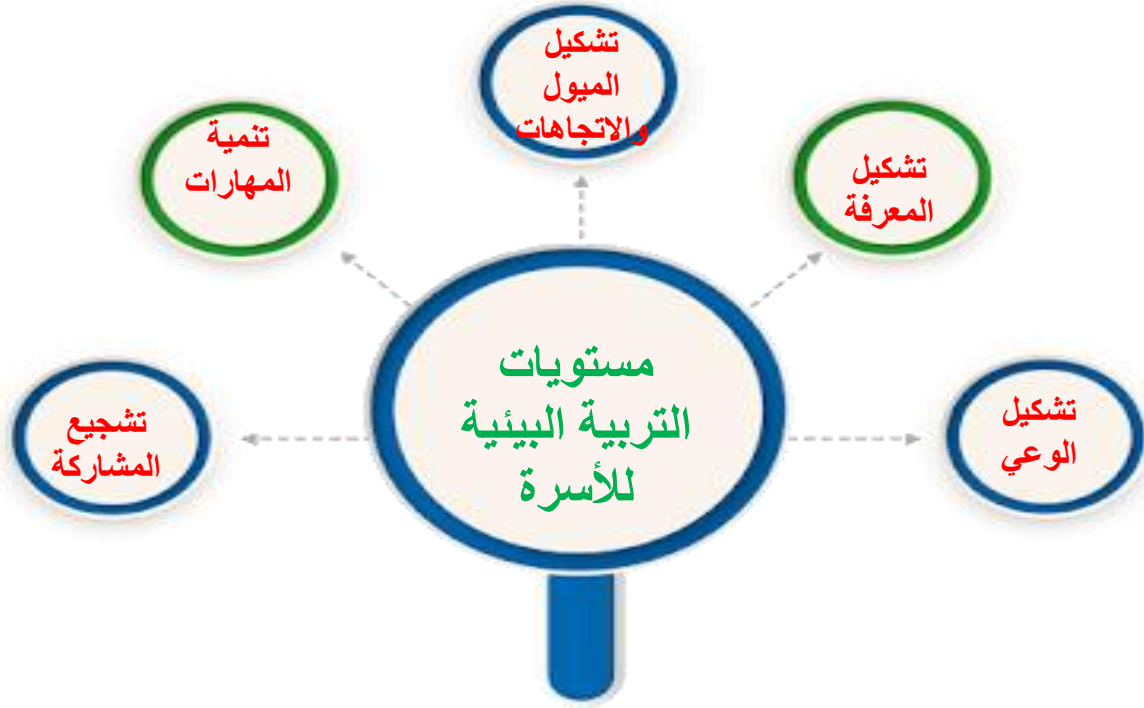 مستويات
التربية البيئية
للأسرة
تشكيل
الوعي
تشكيل
المعرفة
تشكيل
الميول
والاتجاهات
تنمية
المهارات
تشجيع
المشاركة